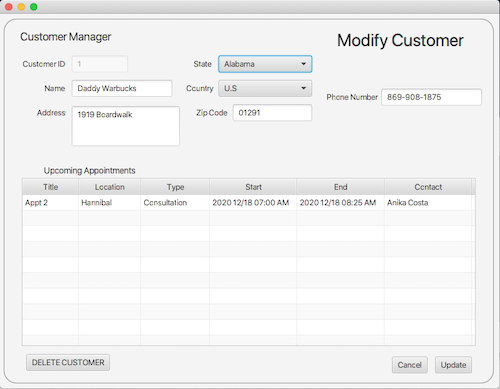 Customer Manager
Modify Customer
Customer ID 1
State Alabama
Name Daddy Warbucks
Country U.S
Phone Number 869-908-1875
Address 1919 Boardwalk
Zip Code 01291
Upcoming Appointments
Title Location Type Start End Contact
Appt 2 Hannibal Consultation 2020 12/18 07:00 AM 2020 12/18 08:25 AM Anika Costa
DELETE CUSTOMER
Cancel Update